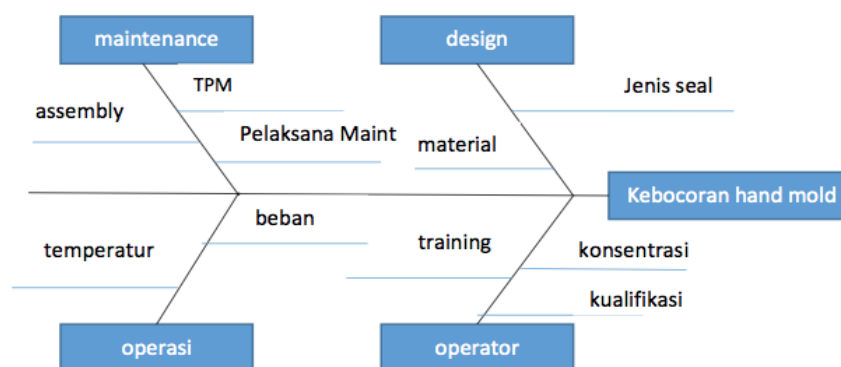 maintenance
design
TPM
Jenis seal
assembly
Pelaksana Maint
material
Kebocoran hand mold
beban
training
konsentrasi
temperatur
kualifikasi
operasi
operator